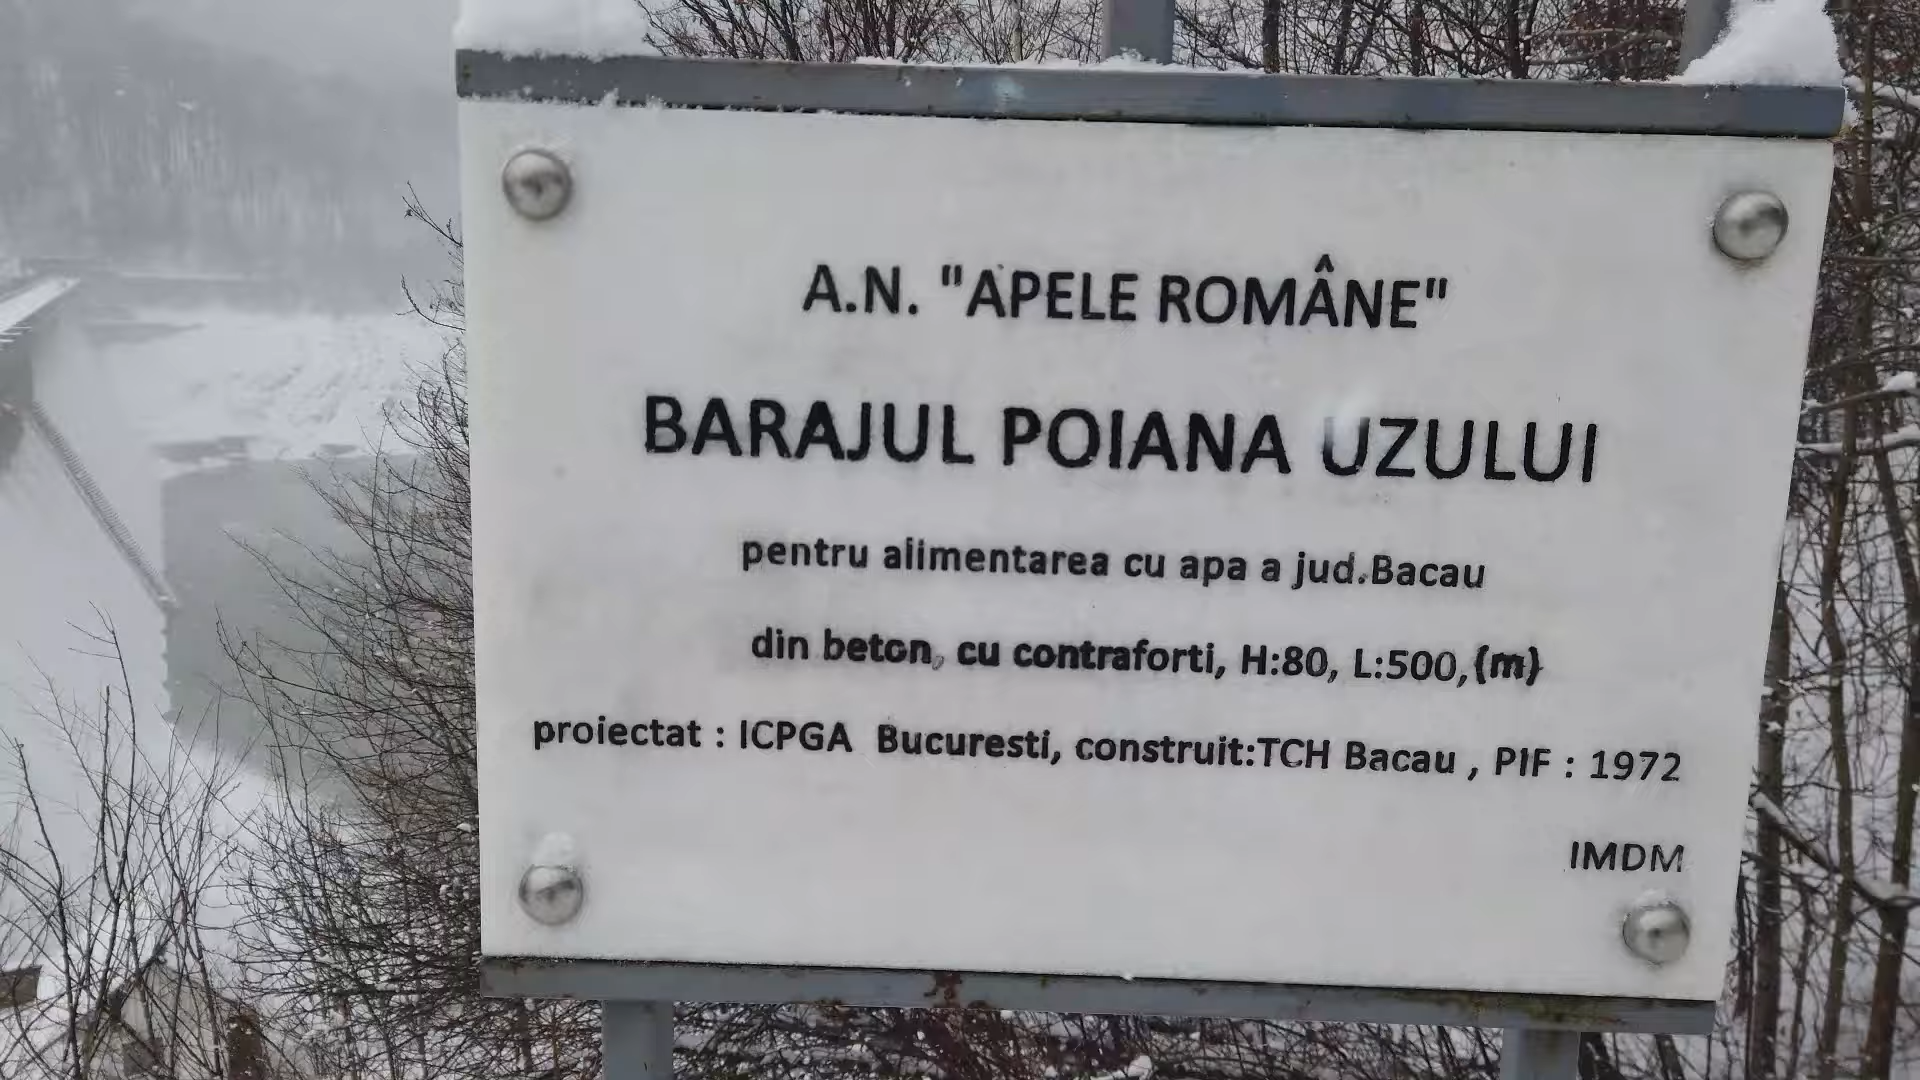 A.N. "APELE ROMÂNE"
BARAJUL POIANA UZULUI
pentru alimentarea cu apa a jud.Bacau
din beton, cu contraforti, H:80, L:500,(m)
proiectat : ICPGA Bucuresti, construit:TCH Bacau , PIF : 1972
IMDM